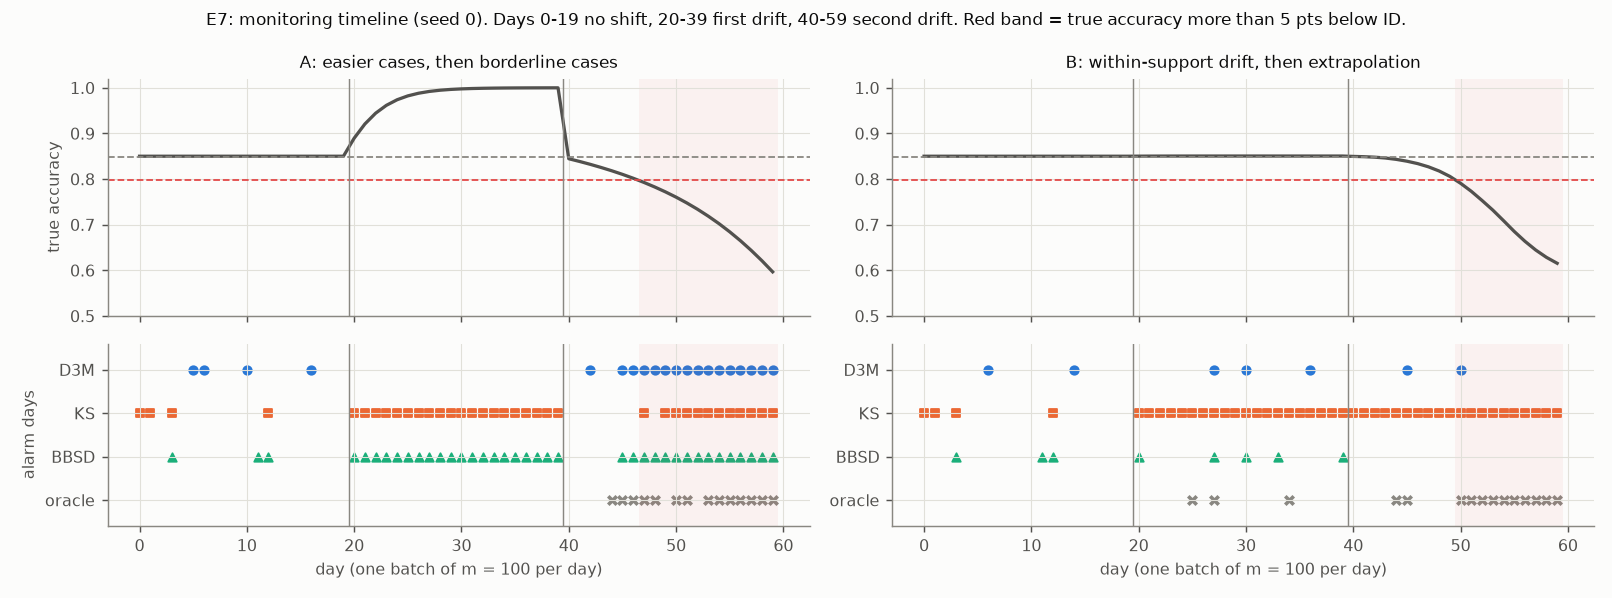 E7: monitoring timeline (seed 0). Days 0-19 no shift, 20-39 first drift, 40-59 second drift. Red band = true accuracy more than 5 pts below ID.
A: easier cases, then borderline cases
true accuracy
1.0
0.9
0.8
0.7
0.6
0.5
B: within-support drift, then extrapolation
1.0
0.9
0.8
0.7
0.6
0.5
alarm days
D3M
KS
BBSD
oracle
0 10 20 30 40 50 60
day (one batch of m = 100 per day)
D3M
KS
BBSD
oracle
0 10 20 30 40 50 60
day (one batch of m = 100 per day)